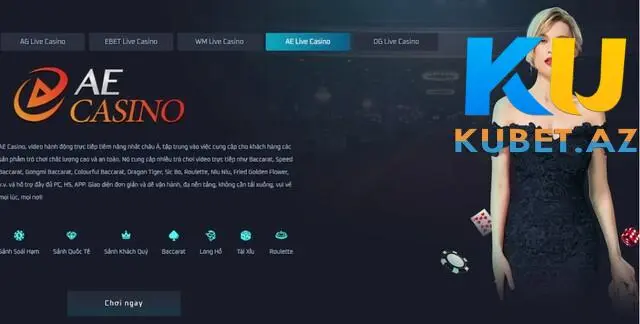 AG Live Casino
EBET Live Casino
WM Live Casino
AE Live Casino
DG Live Casino
KU
KUBET.AZ
AE
CASINO
AE Casino, video hành động trực tiếp tiềm năng nhất châu Á, tập trung vào việc cung cấp cho khách hàng các
sản phẩm trò chơi chất lượng cao và an toàn. Nó cung cấp nhiều trò chơi video trực tiếp như Baccarat, Speed
Baccarat, Gongmi Baccarat, Colourful Baccarat, Dragon Tiger, Sic Bo, Roulette, Niu Niu, Fried Golden Flower,
v.v. và hỗ trợ đầy đủ PC, H5, APP. Giao diện đơn giản và dễ vận hành, đa nền tảng, không cần tải xuống, vui vẻ
mọi lúc, mọi nơi!
Sảnh Soái Hạm
Sảnh Quốc Tế
Sảnh Khách Quý
Baccarat
Long Hổ
Tài Xỉu
Roulette
Chơi ngay